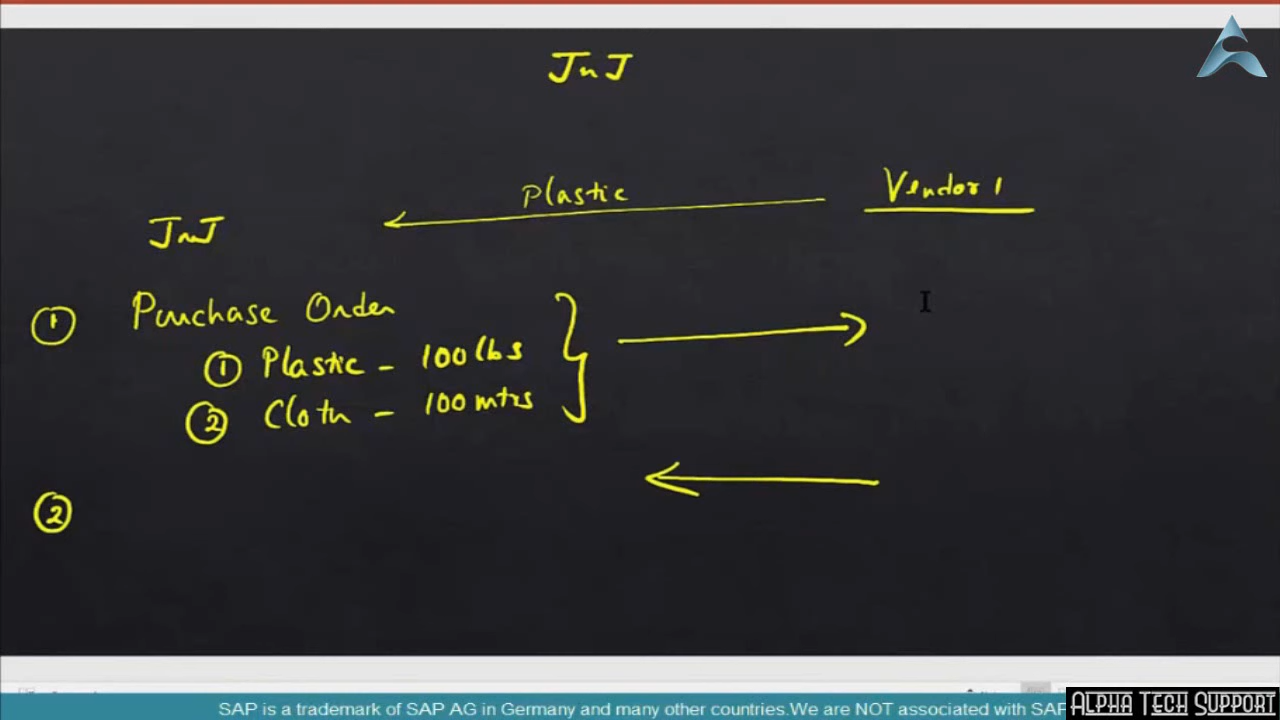 JnJ
Plastic
Vendor 1
JnJ
① Purchase Order
① Plastic - 100 lbs
② Cloth - 100 mtrs
②
SAP is a trademark of SAP AG in Germany and many other countries.We are NOT associated with SAP
ALPHA TECH SUPPORT